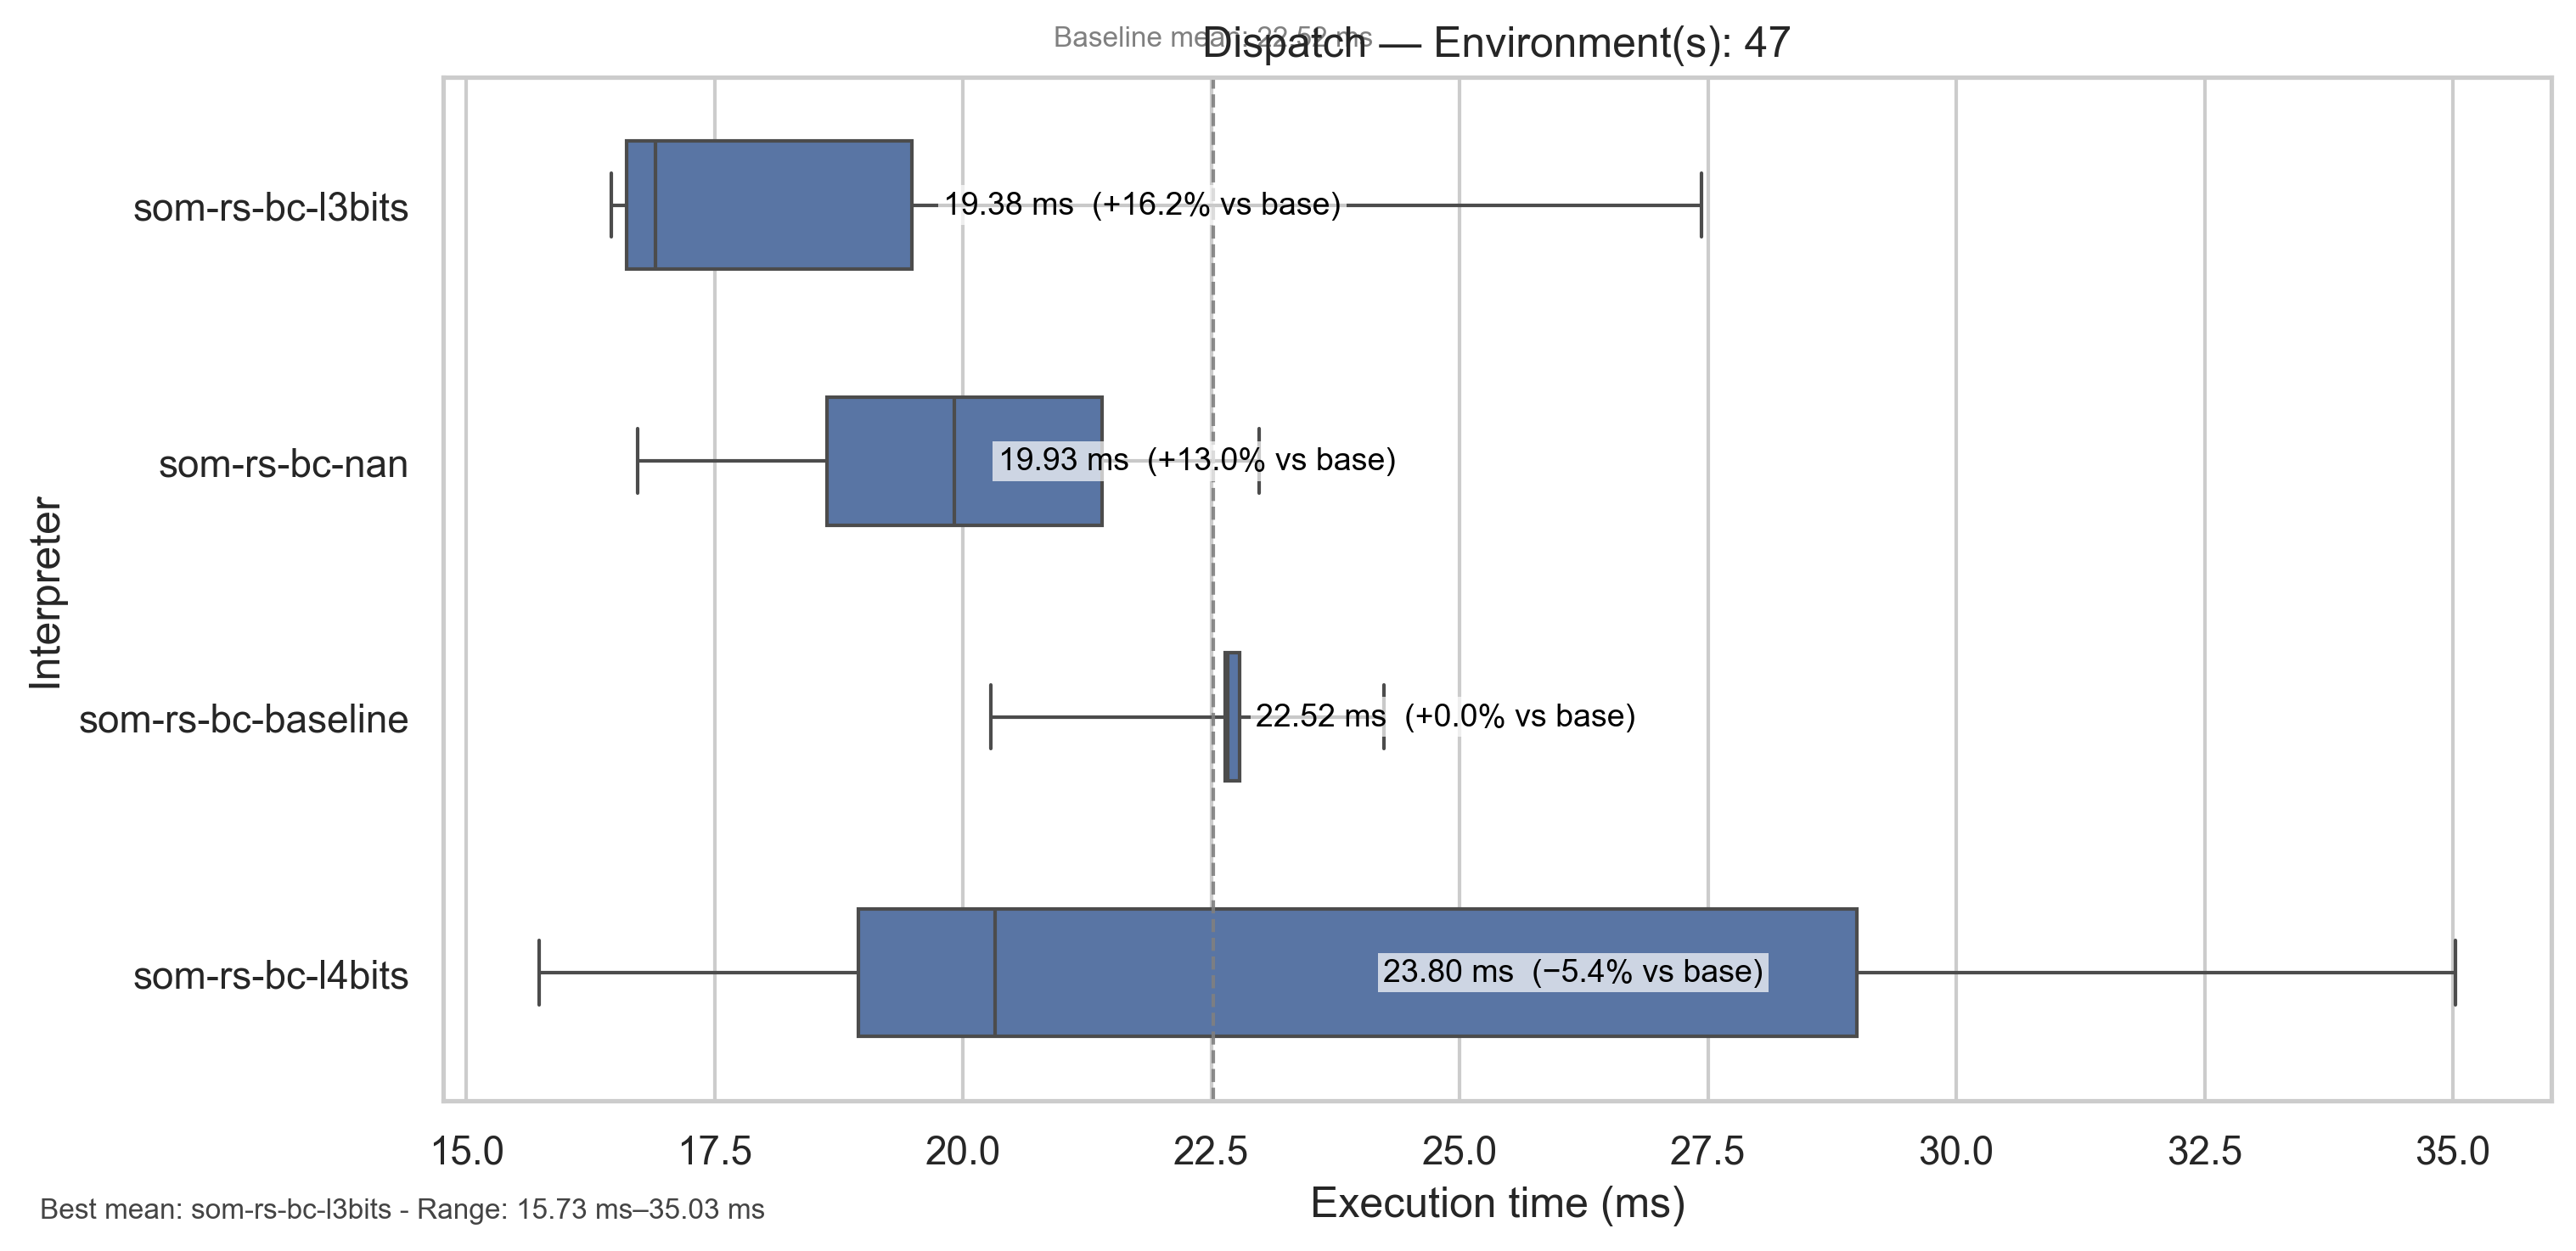 Baseline mean: 22.52 ms
Dispatch — Environment(s): 47
som-rs-bc-l3bits
19.38 ms (+16.2% vs base)
som-rs-bc-nan
19.93 ms (+13.0% vs base)
Interpreter
som-rs-bc-baseline
22.52 ms (+0.0% vs base)
som-rs-bc-l4bits
23.80 ms (−5.4% vs base)
15.0 17.5 20.0 22.5 25.0 27.5 30.0 32.5 35.0
Execution time (ms)
Best mean: som-rs-bc-l3bits - Range: 15.73 ms–35.03 ms